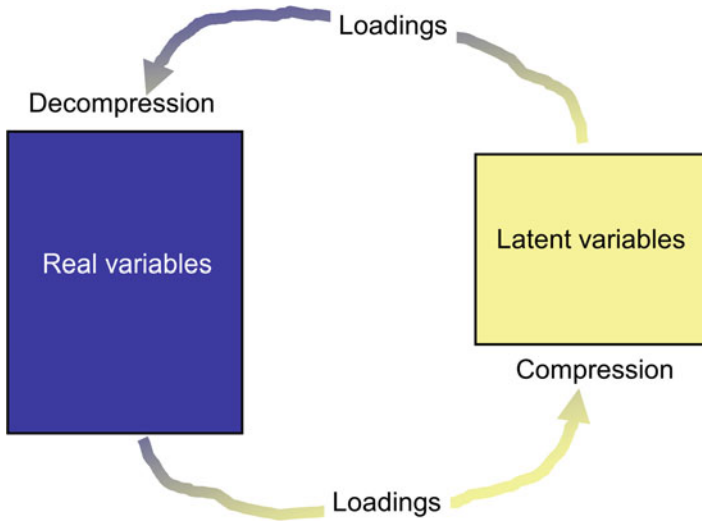 Loadings
Decompression
Real variables
Latent variables
Compression
Loadings